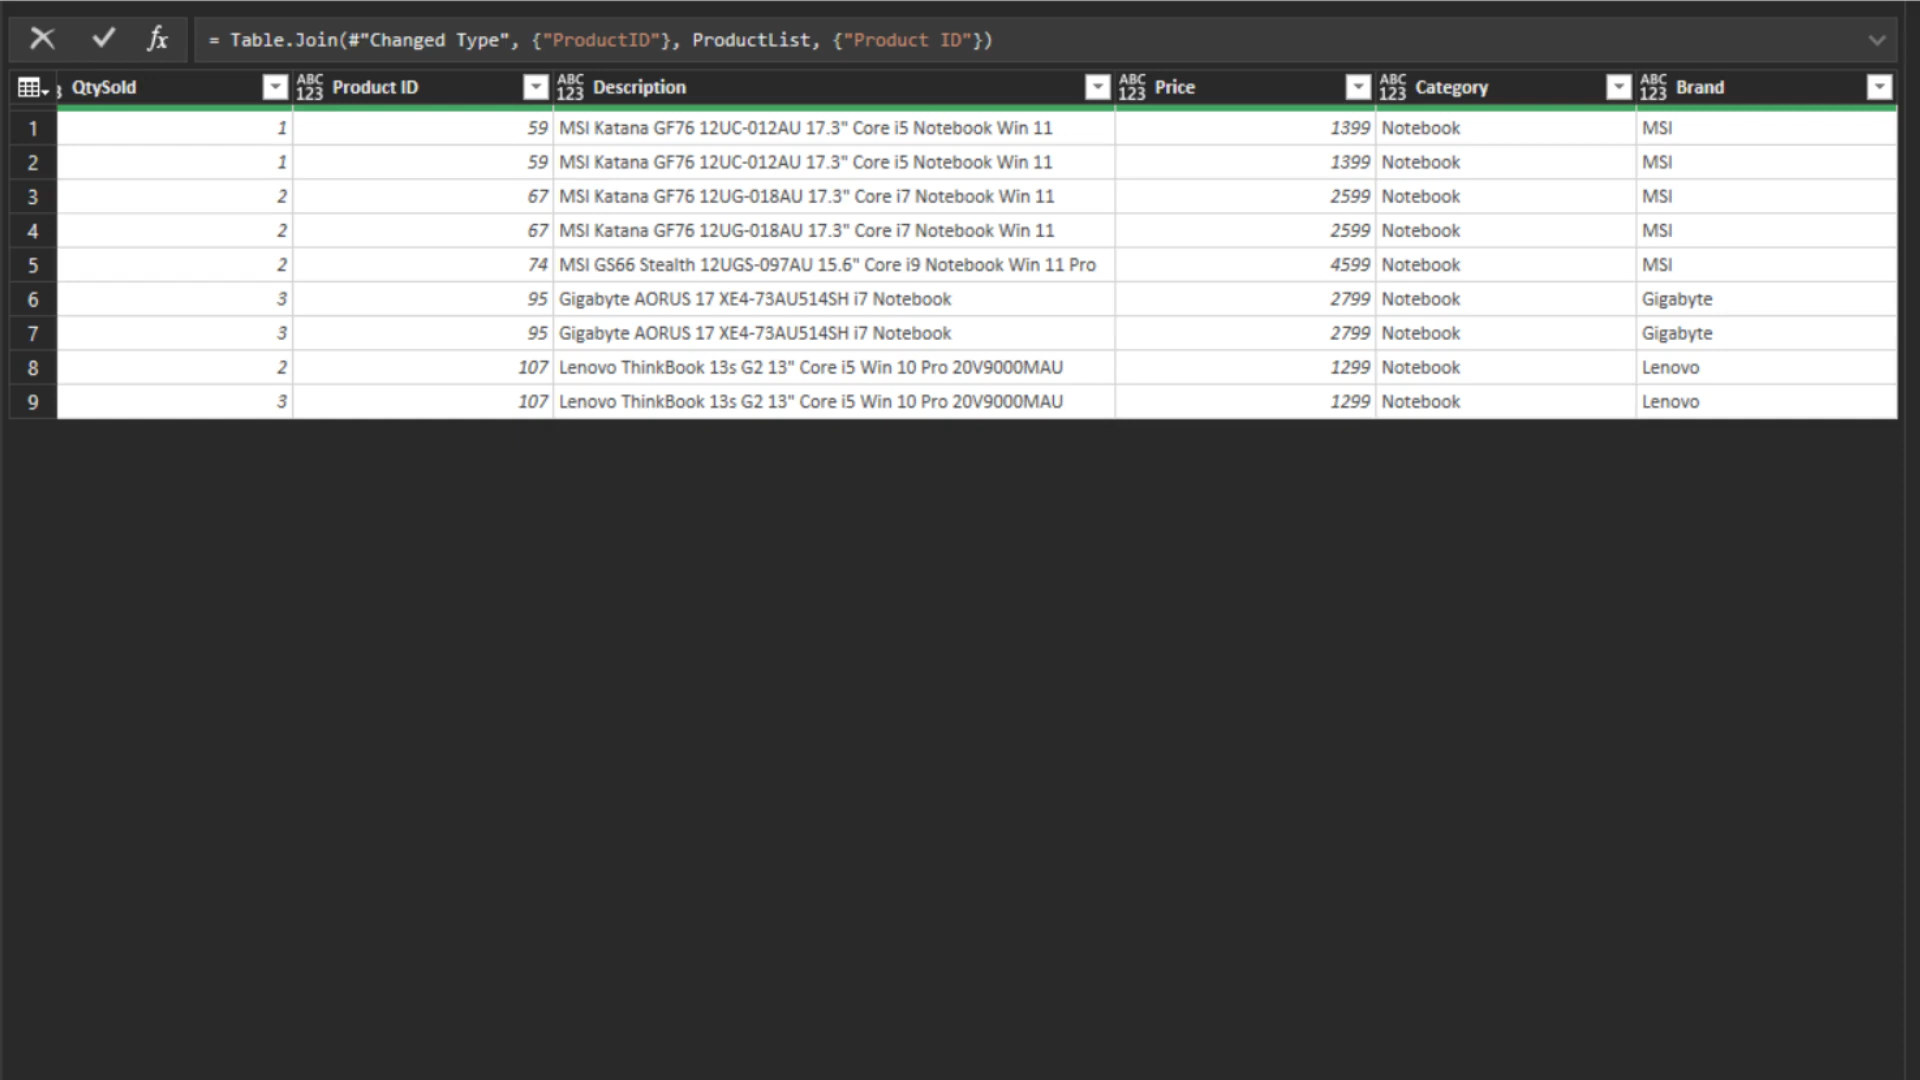 fx = Table.Join(#"Changed Type", {"ProductID"}, ProductList, {"Product ID"})
QtySold ABC 123 Product ID ABC 123 Description ABC 123 Price ABC 123 Category ABC 123 Brand
1 1 59 MSI Katana GF76 12UC-012AU 17.3" Core i5 Notebook Win 11 1399 Notebook MSI
2 1 59 MSI Katana GF76 12UC-012AU 17.3" Core i5 Notebook Win 11 1399 Notebook MSI
3 2 67 MSI Katana GF76 12UG-018AU 17.3" Core i7 Notebook Win 11 2599 Notebook MSI
4 2 67 MSI Katana GF76 12UG-018AU 17.3" Core i7 Notebook Win 11 2599 Notebook MSI
5 2 74 MSI GS66 Stealth 12UGS-097AU 15.6" Core i9 Notebook Win 11 Pro 4599 Notebook MSI
6 3 95 Gigabyte AORUS 17 XE4-73AU514SH i7 Notebook 2799 Notebook Gigabyte
7 3 95 Gigabyte AORUS 17 XE4-73AU514SH i7 Notebook 2799 Notebook Gigabyte
8 2 107 Lenovo ThinkBook 13s G2 13" Core i5 Win 10 Pro 20V9000MAU 1299 Notebook Lenovo
9 3 107 Lenovo ThinkBook 13s G2 13" Core i5 Win 10 Pro 20V9000MAU 1299 Notebook Lenovo